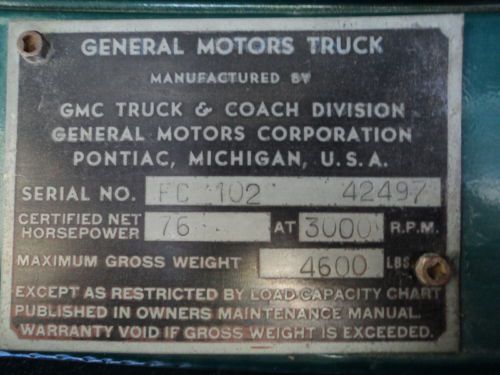 GENERAL MOTORS TRUCK
MANUFACTURED BY
GMC TRUCK & COACH DIVISION
GENERAL MOTORS CORPORATION
PONTIAC, MICHIGAN, U.S.A.
SERIAL NO. FC 102 42497
CERTIFIED NET HORSEPOWER 76 AT 3000 R.P.M.
MAXIMUM GROSS WEIGHT 4600 LBS.
EXCEPT AS RESTRICTED BY LOAD CAPACITY CHART
PUBLISHED IN OWNERS MAINTENANCE MANUAL.
WARRANTY VOID IF GROSS WEIGHT IS EXCEEDED.